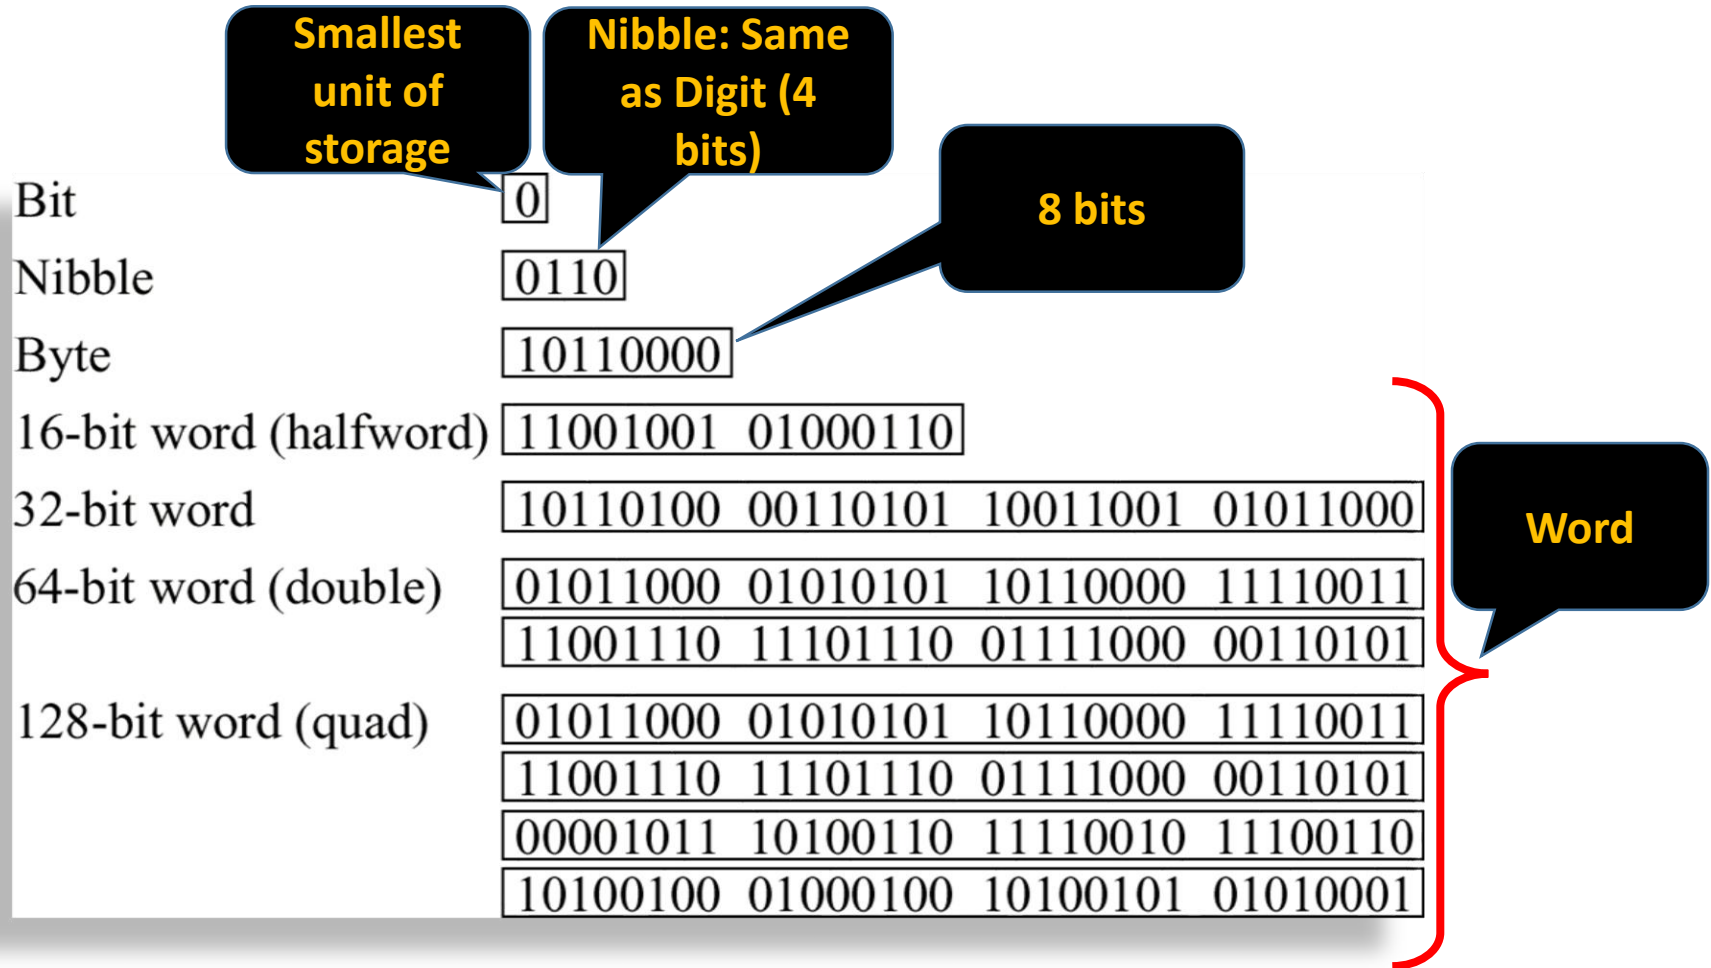 Smallest
unit of
storage
Nibble: Same
as Digit (4
bits)
8 bits
Bit 0
Nibble 0110
Byte 10110000
16-bit word (halfword) 11001001 01000110
32-bit word 10110100 00110101 10011001 01011000
Word
64-bit word (double) 01011000 01010101 10110000 11110011
11001110 11101110 01111000 00110101
128-bit word (quad) 01011000 01010101 10110000 11110011
11001110 11101110 01111000 00110101
00001011 10100110 11110010 11100110
10100100 01000100 10100101 01010001